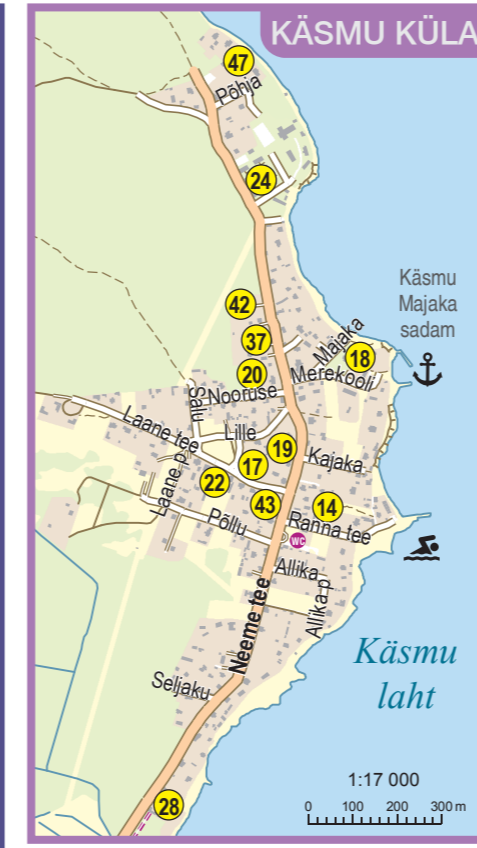 KÄSMU KÜLA
47
Põhja
24
Käsmu
Majaka
sadam
42
37
Majaka
18
20
Merekooli
Nooruse
Salu
Laane tee
Lille
19
Kajaka
17
Laane p
22
43
14
Põllu
Ranna tee
WC
Allika
Allika p
Neeme tee
Käsmu
laht
Seljaku
28
1:17 000
0 100 200 300 m